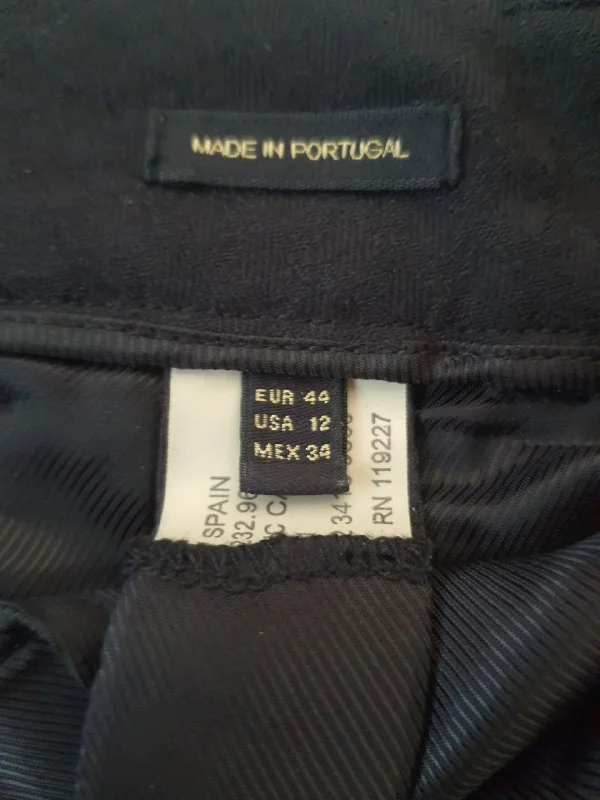 MADE IN PORTUGAL
EUR 44
USA 12
MEX 34
SPAIN
RN 119227